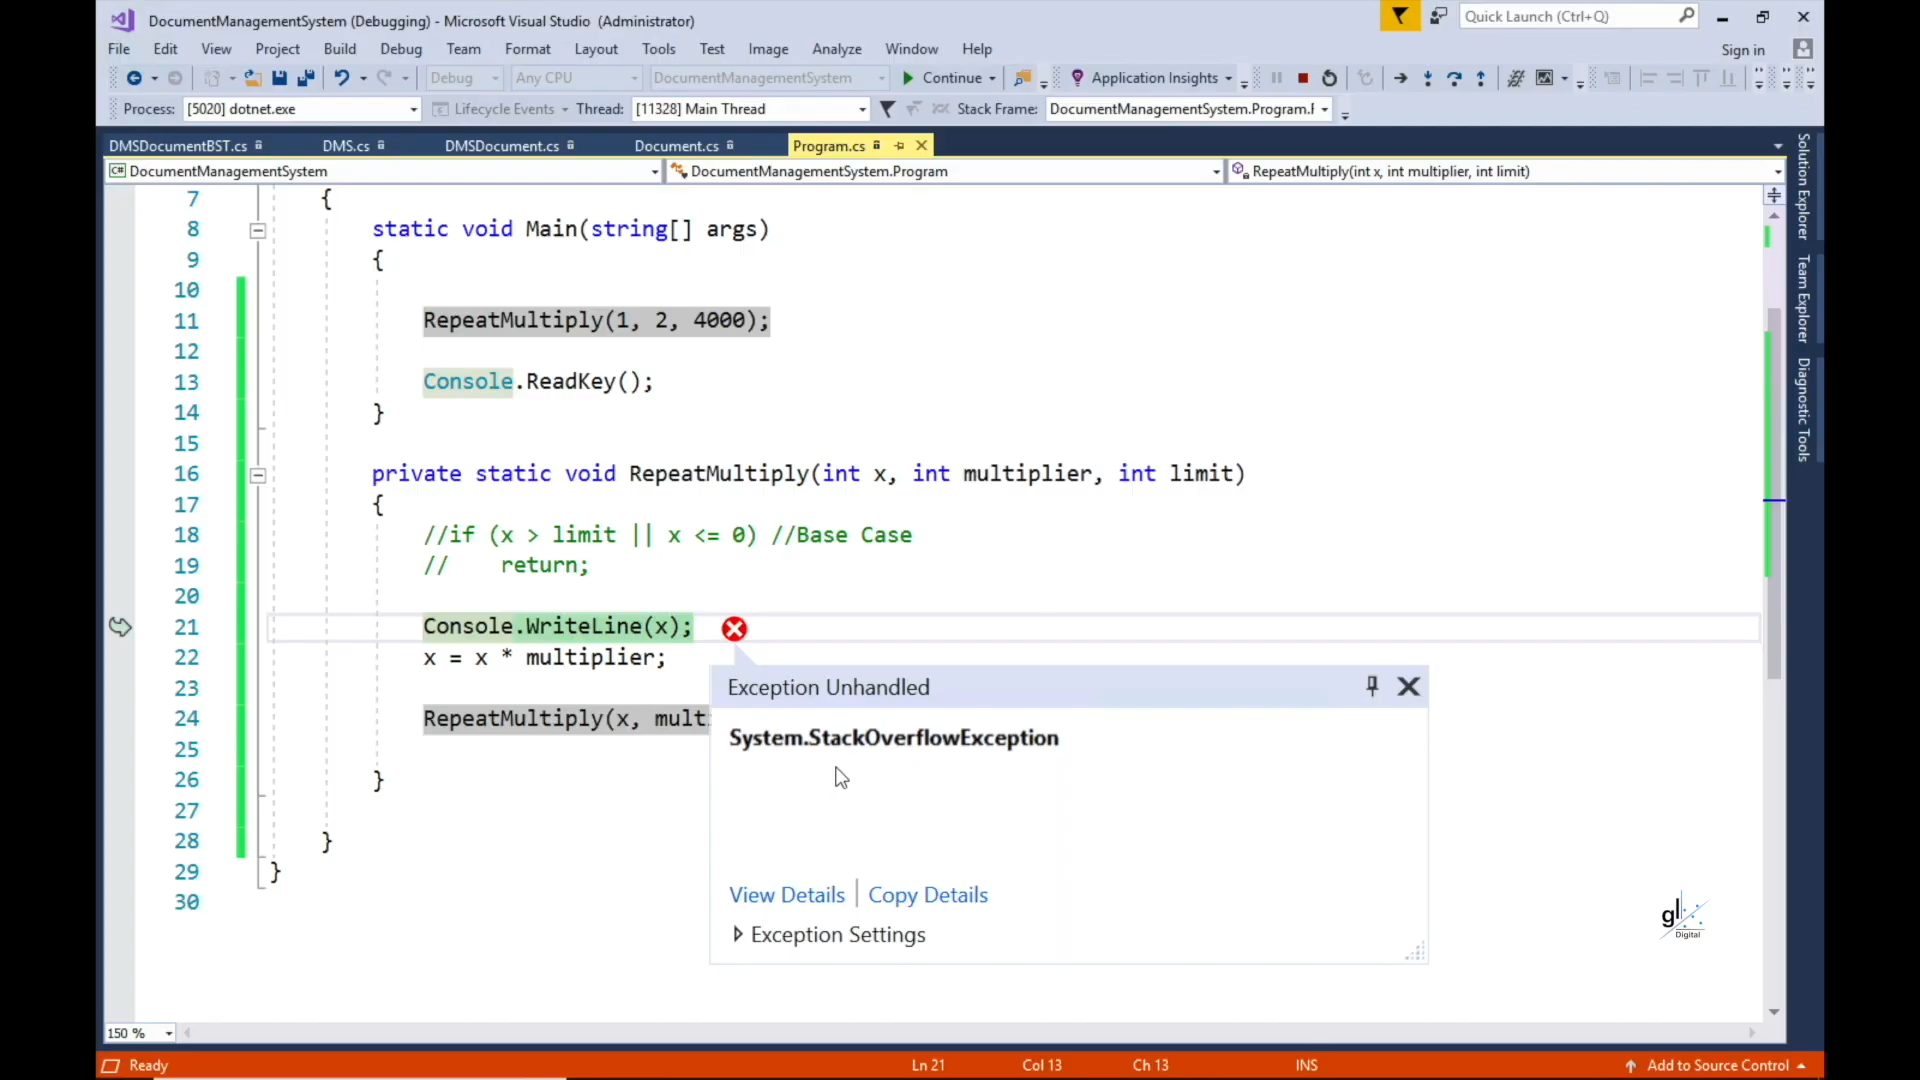 DocumentManagementSystem (Debugging) - Microsoft Visual Studio (Administrator)
Quick Launch (Ctrl+Q)
File Edit View Project Build Debug Team Format Layout Tools Test Image Analyze Window Help
Sign in
Debug Any CPU DocumentManagementSystem Continue Application Insights
Process: [5020] dotnet.exe Lifecycle Events Thread: [11328] Main Thread Stack Frame: DocumentManagementSystem.Program.
DMSDocumentBST.cs DMS.cs DMSDocument.cs Document.cs Program.cs
C# DocumentManagementSystem DocumentManagementSystem.Program RepeatMultiply(int x, int multiplier, int limit)
Solution Explorer
Team Explorer
Diagnostic Tools
7 {
8 static void Main(string[] args)
9 {
10
11 RepeatMultiply(1, 2, 4000);
12
13 Console.ReadKey();
14 }
15
16 private static void RepeatMultiply(int x, int multiplier, int limit)
17 {
18 //if (x > limit || x <= 0) //Base Case
19 // return;
20
21 Console.WriteLine(x);
22 x = x * multiplier;
23
24 RepeatMultiply(x, mult
25
26 }
27
28 }
29 }
30
Exception Unhandled
System.StackOverflowException
View Details | Copy Details
Exception Settings
gl
Digital
150 %
Ready Ln 21 Col 13 Ch 13 INS Add to Source Control